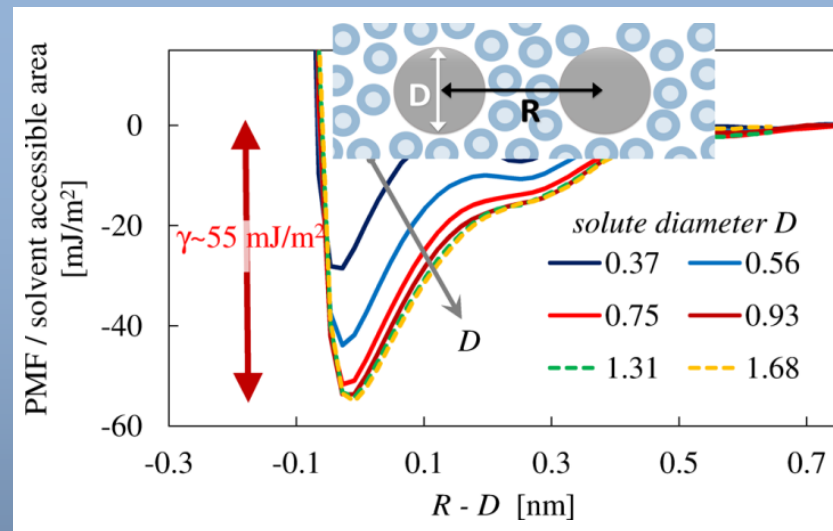 PMF / solvent accessible area
[mJ/m²]
0
-20
-40
-60
γ~55 mJ/m²
D
R
D
solute diameter D
0.37 0.56
0.75 0.93
1.31 1.68
-0.3 -0.1 0.1 0.3 0.5 0.7
R - D [nm]